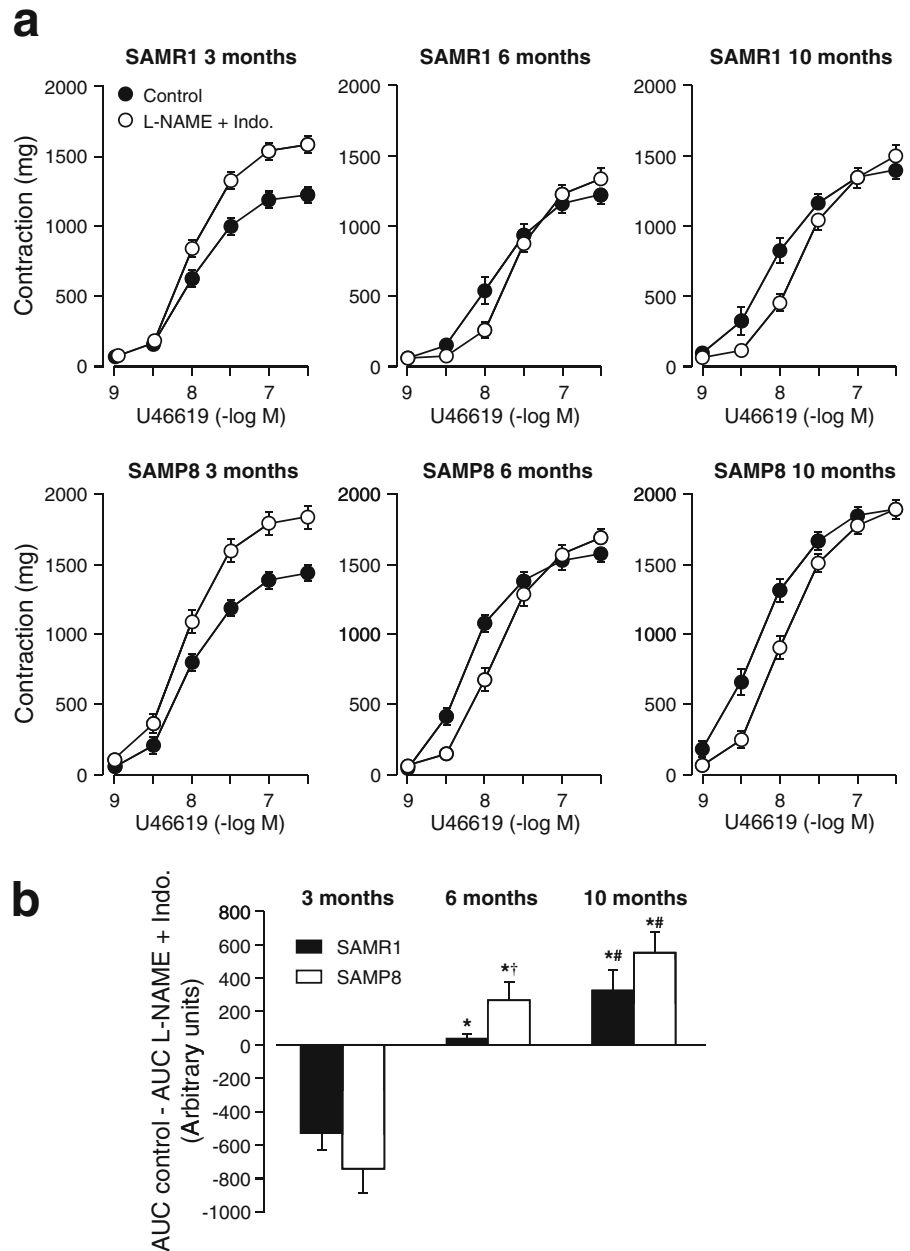 a
SAMR1 3 months
SAMR1 6 months
SAMR1 10 months
2000
1500
1000
500
0
Contraction (mg)
Control
L-NAME + Indo.
9
8
7
U46619 (-log M)
2000
1500
1000
500
0
9
8
7
U46619 (-log M)
2000
1500
1000
500
0
9
8
7
U46619 (-log M)
SAMP8 3 months
SAMP8 6 months
SAMP8 10 months
2000
1500
1000
500
0
Contraction (mg)
9
8
7
U46619 (-log M)
2000
1500
1000
500
0
9
8
7
U46619 (-log M)
2000
1500
1000
500
0
9
8
7
U46619 (-log M)
b
AUC control - AUC L-NAME + Indo.
(Arbitrary units)
3 months
6 months
10 months
800
600
400
200
0
-200
-400
-600
-800
-1000
SAMR1
SAMP8
*
*†
*#
*#